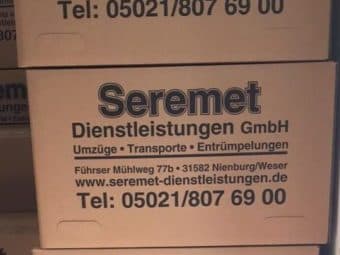 Tel: 05021/807 69 00
Seremet
Dienstleistungen GmbH
Umzüge • Transporte • Entrümpelungen
Führser Mühlweg 77b • 31582 Nienburg/Weser
www.seremet-dienstleistungen.de
Tel: 05021/807 69 00